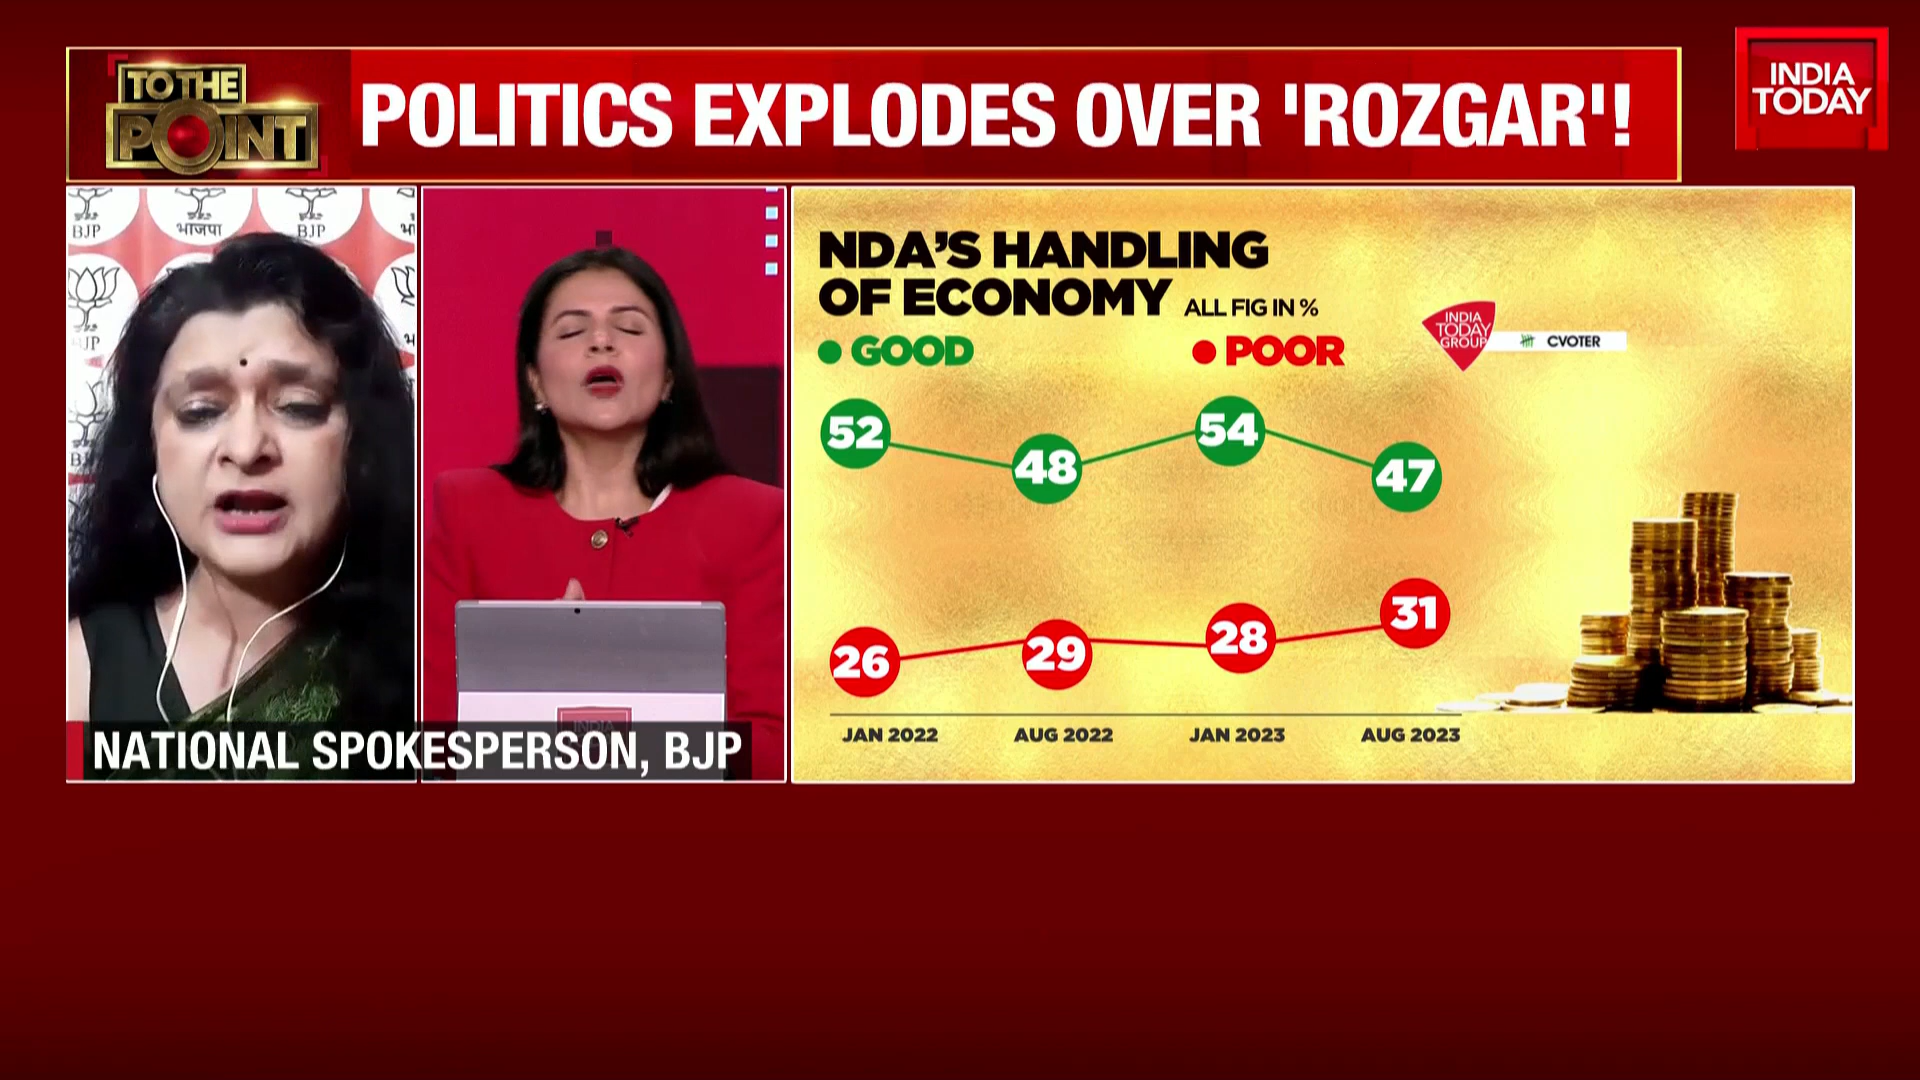 TO THE
POINT
POLITICS EXPLODES OVER 'ROZGAR'!
INDIA
TODAY
BJP
भाजपा
BJP
NATIONAL SPOKESPERSON, BJP
NDA'S HANDLING
OF ECONOMY ALL FIG IN %
GOOD
POOR
INDIA
TODAY
GROUP
CVOTER
52
48
54
47
26
29
28
31
JAN 2022
AUG 2022
JAN 2023
AUG 2023